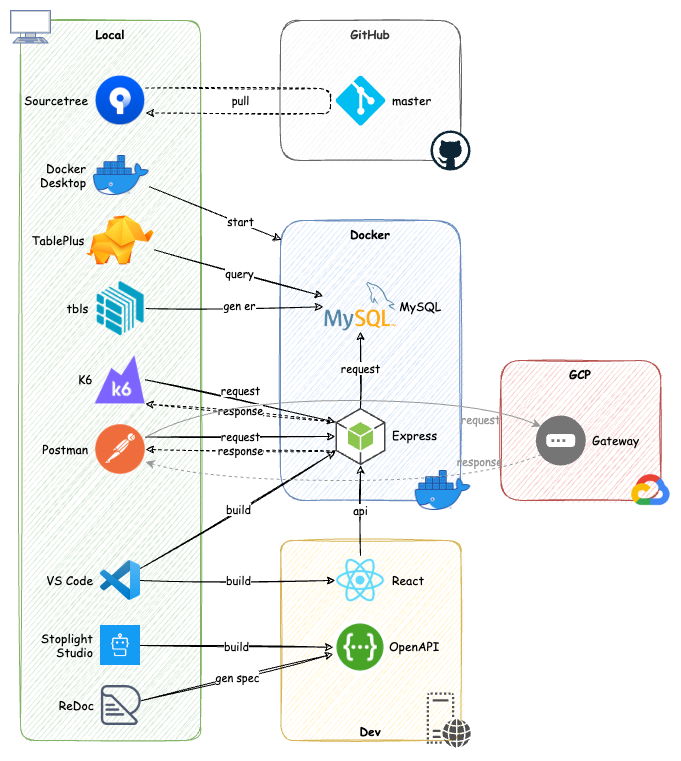 Local
GitHub
Sourcetree
pull
master
Docker
Desktop
start
Docker
TablePlus
query
tbls
gen er
MySQL
MySQL
K6
k6
request
response
request
GCP
Postman
request
response
Express
request
response
Gateway
build
api
VS Code
build
React
Stoplight
Studio
build
OpenAPI
gen spec
ReDoc
Dev